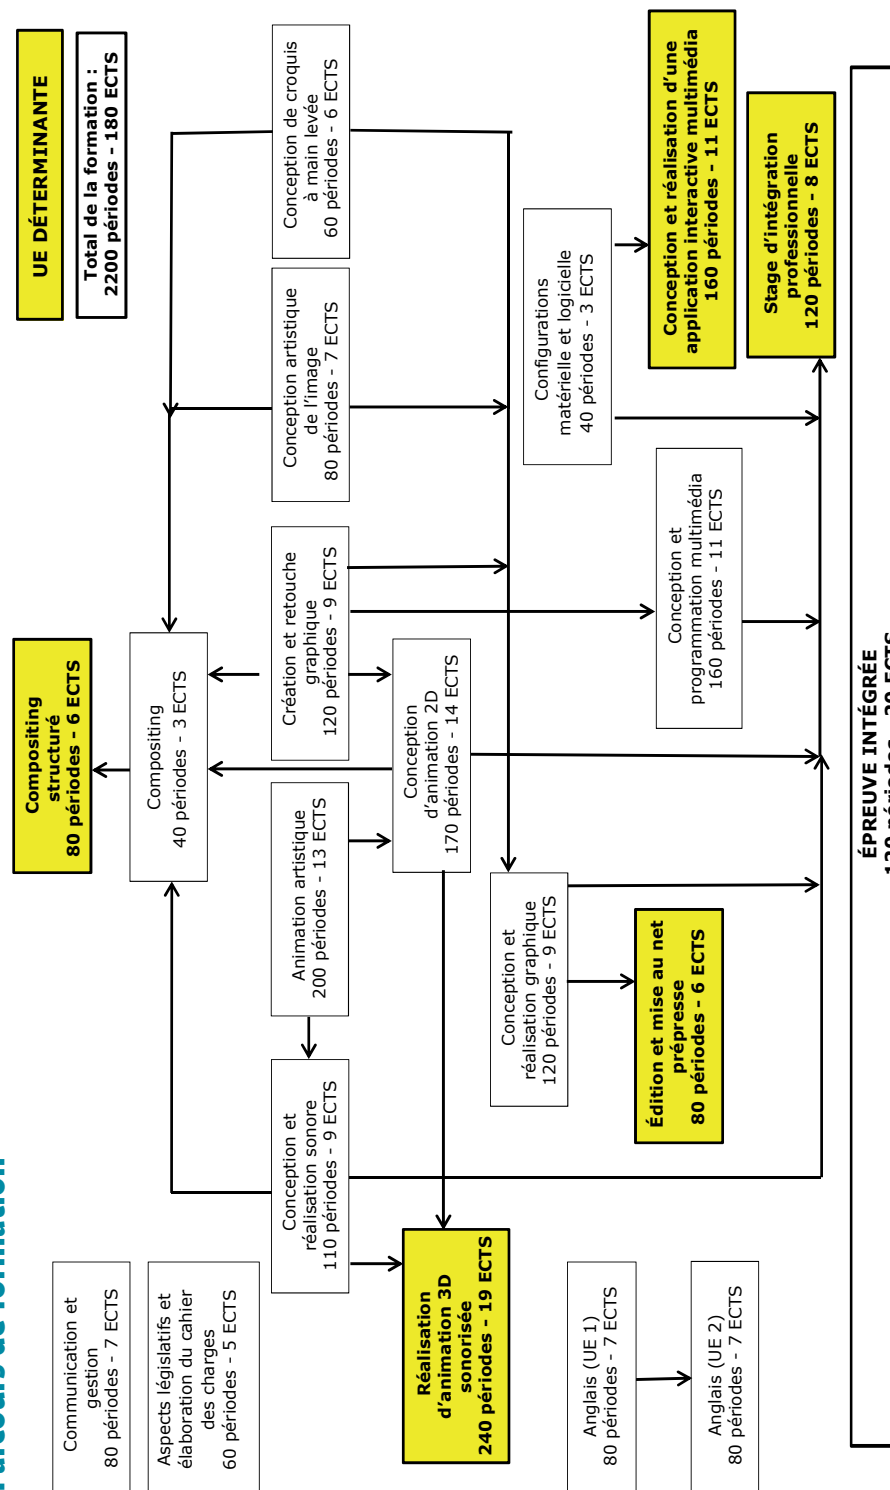 Parcours de formation
UE DÉTERMINANTE
Total de la formation :
2200 périodes - 180 ECTS
Compositing
structuré
80 périodes - 6 ECTS
Communication et
gestion
80 périodes - 7 ECTS
Compositing
40 périodes - 3 ECTS
Aspects législatifs et
élaboration du cahier
des charges
60 périodes - 5 ECTS
Conception et
réalisation sonore
110 périodes - 9 ECTS
Animation artistique
200 périodes - 13 ECTS
Création et retouche
graphique
120 périodes - 9 ECTS
Conception artistique
de l'image
80 périodes - 7 ECTS
Conception de croquis
à main levée
60 périodes - 6 ECTS
Réalisation
d'animation 3D
sonorisée
240 périodes - 19 ECTS
Conception
d'animation 2D
170 périodes - 14 ECTS
Conception et
réalisation graphique
120 périodes - 9 ECTS
Configurations
matérielle et logicielle
40 périodes - 3 ECTS
Anglais (UE 1)
80 périodes - 7 ECTS
Édition et mise au net
prépresse
80 périodes - 6 ECTS
Conception et
programmation multimédia
160 périodes - 11 ECTS
Conception et réalisation d'une
application interactive multimédia
160 périodes - 11 ECTS
Anglais (UE 2)
80 périodes - 7 ECTS
Stage d'intégration
professionnelle
120 périodes - 8 ECTS
ÉPREUVE INTÉGRÉE
120 périodes - 20 ECTS